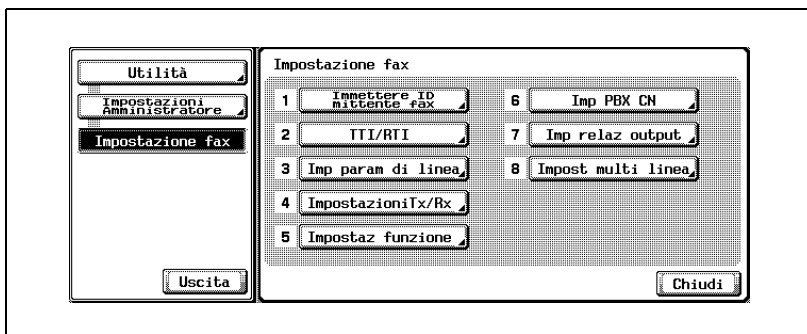 Utilità
Impostazioni
Amministratore
Impostazione fax
Uscita
Impostazione fax
1 Immettere ID
mittente fax
2 TTI/RTI
3 Imp param di linea
4 ImpostazioniTx/Rx
5 Impostaz funzione
6 Imp PBX CN
7 Imp relaz output
8 Impost multi linea
Chiudi